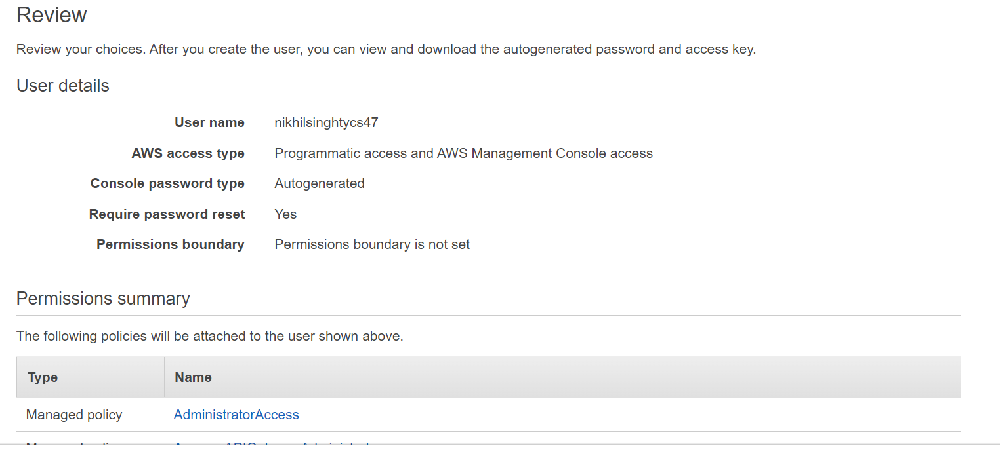 Review
Review your choices. After you create the user, you can view and download the autogenerated password and access key.
User details
User name nikhilsinghtycs47
AWS access type Programmatic access and AWS Management Console access
Console password type Autogenerated
Require password reset Yes
Permissions boundary Permissions boundary is not set
Permissions summary
The following policies will be attached to the user shown above.
Type Name
Managed policy AdministratorAccess